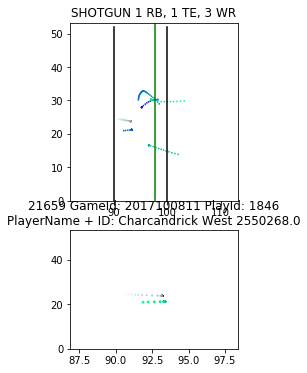 SHOTGUN 1 RB, 1 TE, 3 WR
50
40
30
20
10
0
90 100 110
21659 GameId: 2017100811 PlayId: 1846
PlayerName + ID: Charcandrick West 2550268.0
40
20
0
87.5 90.0 92.5 95.0 97.5